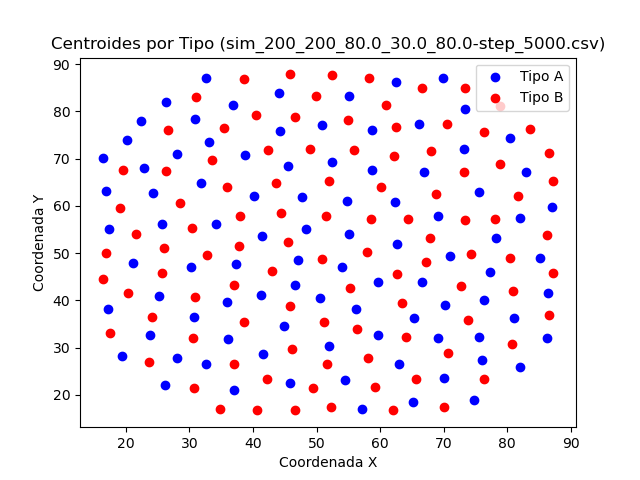 Centroides por Tipo (sim_200_200_80.0_30.0_80.0-step_5000.csv)
Tipo A
Tipo B
90
80
70
60
50
40
30
20
Coordenada Y
20 30 40 50 60 70 80 90
Coordenada X